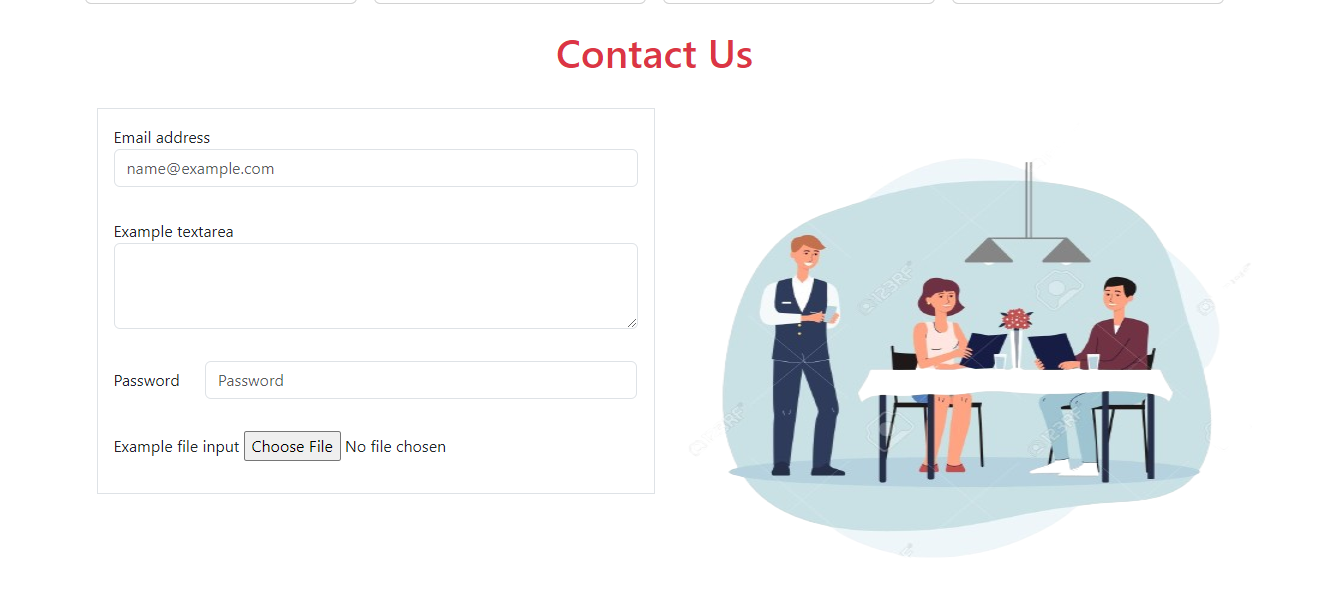 Contact Us
Email address
name@example.com
Example textarea
Password Password
Example file input Choose File No file chosen
123RF
123RF
123RF
123RF